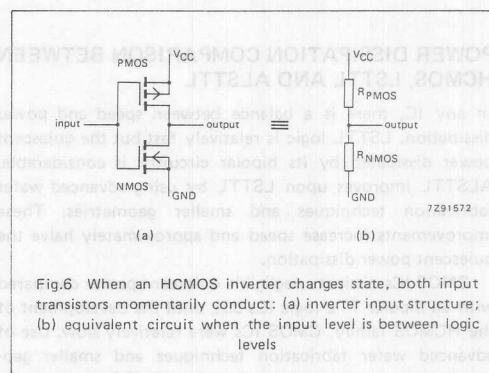 POWER DISSIPATION COMPARISON BETWEEN
HCMOS, LSTTL AND ALSTTL
In any IC, there is a balance between speed and power
dissipation. LSTTL logic is relatively fast but the quiescent
power dissipated by its bipolar circuitry is considerable.
ALSTTL improves upon LSTTL by using advanced wafer
fabrication techniques and smaller geometries. These
improvements increase speed and approximately halve the
quiescent power dissipation.
VCC
PMOS
input
output
NMOS
GND
(a)
≡
VCC
RPMOS
output
RNMOS
GND
7Z91572
(b)
Fig.6 When an HCMOS inverter changes state, both input
transistors momentarily conduct: (a) inverter input structure;
(b) equivalent circuit when the input level is between logic
levels
advanced wafer fabrication techniques and smaller geo-